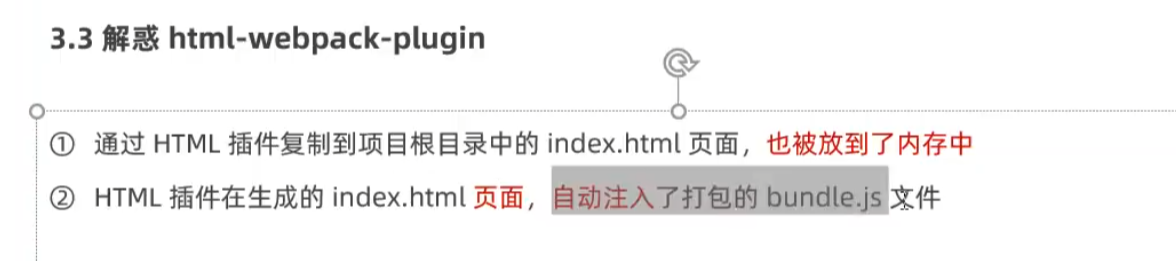 3.3 解惑 html-webpack-plugin
① 通过 HTML 插件复制到项目根目录中的 index.html 页面，也被放到了内存中
② HTML 插件在生成的 index.html 页面，自动注入了打包的 bundle.js 文件